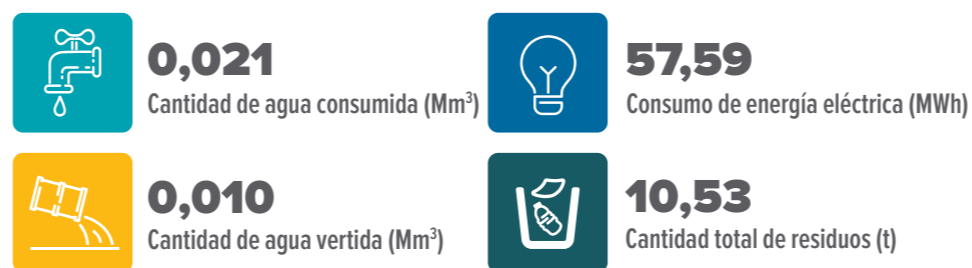 0,021
Cantidad de agua consumida (Mm³)
57,59
Consumo de energía eléctrica (MWh)
0,010
Cantidad de agua vertida (Mm³)
10,53
Cantidad total de residuos (t)